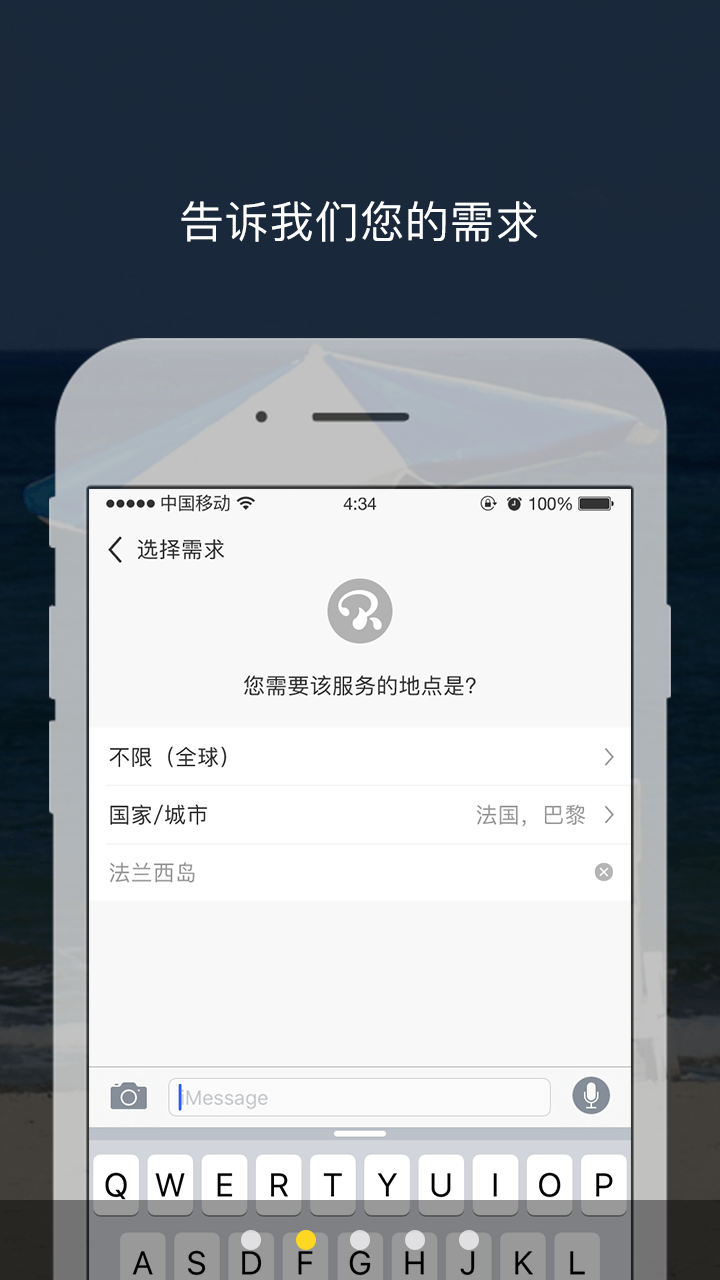 告诉我们您的需求
中国移动 4:34 100%
选择需求
您需要该服务的地点是？
不限（全球）
国家/城市 法国，巴黎
法兰西岛
iMessage
Q W E R T Y U I O P
A S D F G H J K L